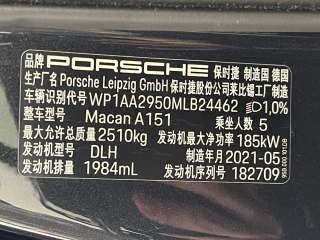 品牌 PORSCHE 保时捷 制造国 德国
生产厂名 Porsche Leipzig GmbH 保时捷股份公司莱比锡工厂制造
车辆识别代号 WP1AA2950MLB24462 1,0%
整车型号 Macan A151 乘坐人数 5
最大允许总质量 2510kg 发动机最大净功率 185kW
发动机型号 DLH 制造年月 2021-05
发动机排量 1984mL 发动机序列号 182709